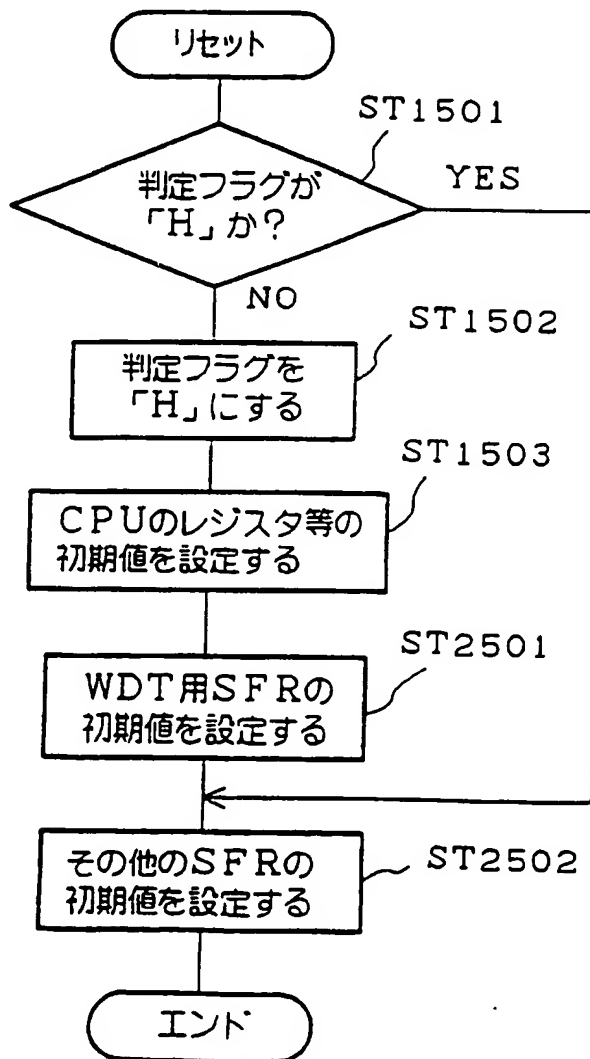 リセット
ST1501
判定フラグが
「H」か?
YES
NO
ST1502
判定フラグを
「H」にする
ST1503
CPUのレジスタ等の
初期値を設定する
ST2501
WDT用SFRの
初期値を設定する
その他のSFRの
初期値を設定する
ST2502
エンド